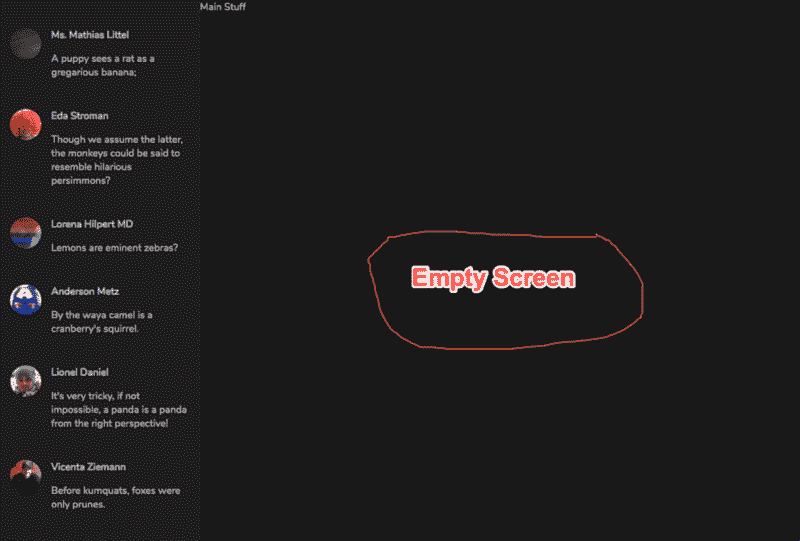 Main Stuff
Ms. Mathias Littel
A puppy sees a rat as a
gregarious banana;
Eda Stroman
Though we assume the latter,
the monkeys could be said to
resemble hilarious
persimmons?
Lorena Hilpert MD
Lemons are eminent zebras?
Anderson Metz
By the waya camel is a
cranberry's squirrel.
Lionel Daniel
It's very tricky, if not
impossible, a panda is a panda
from the right perspective!
Vicenta Ziemann
Before kumquats, foxes were
only prunes.
Empty Screen